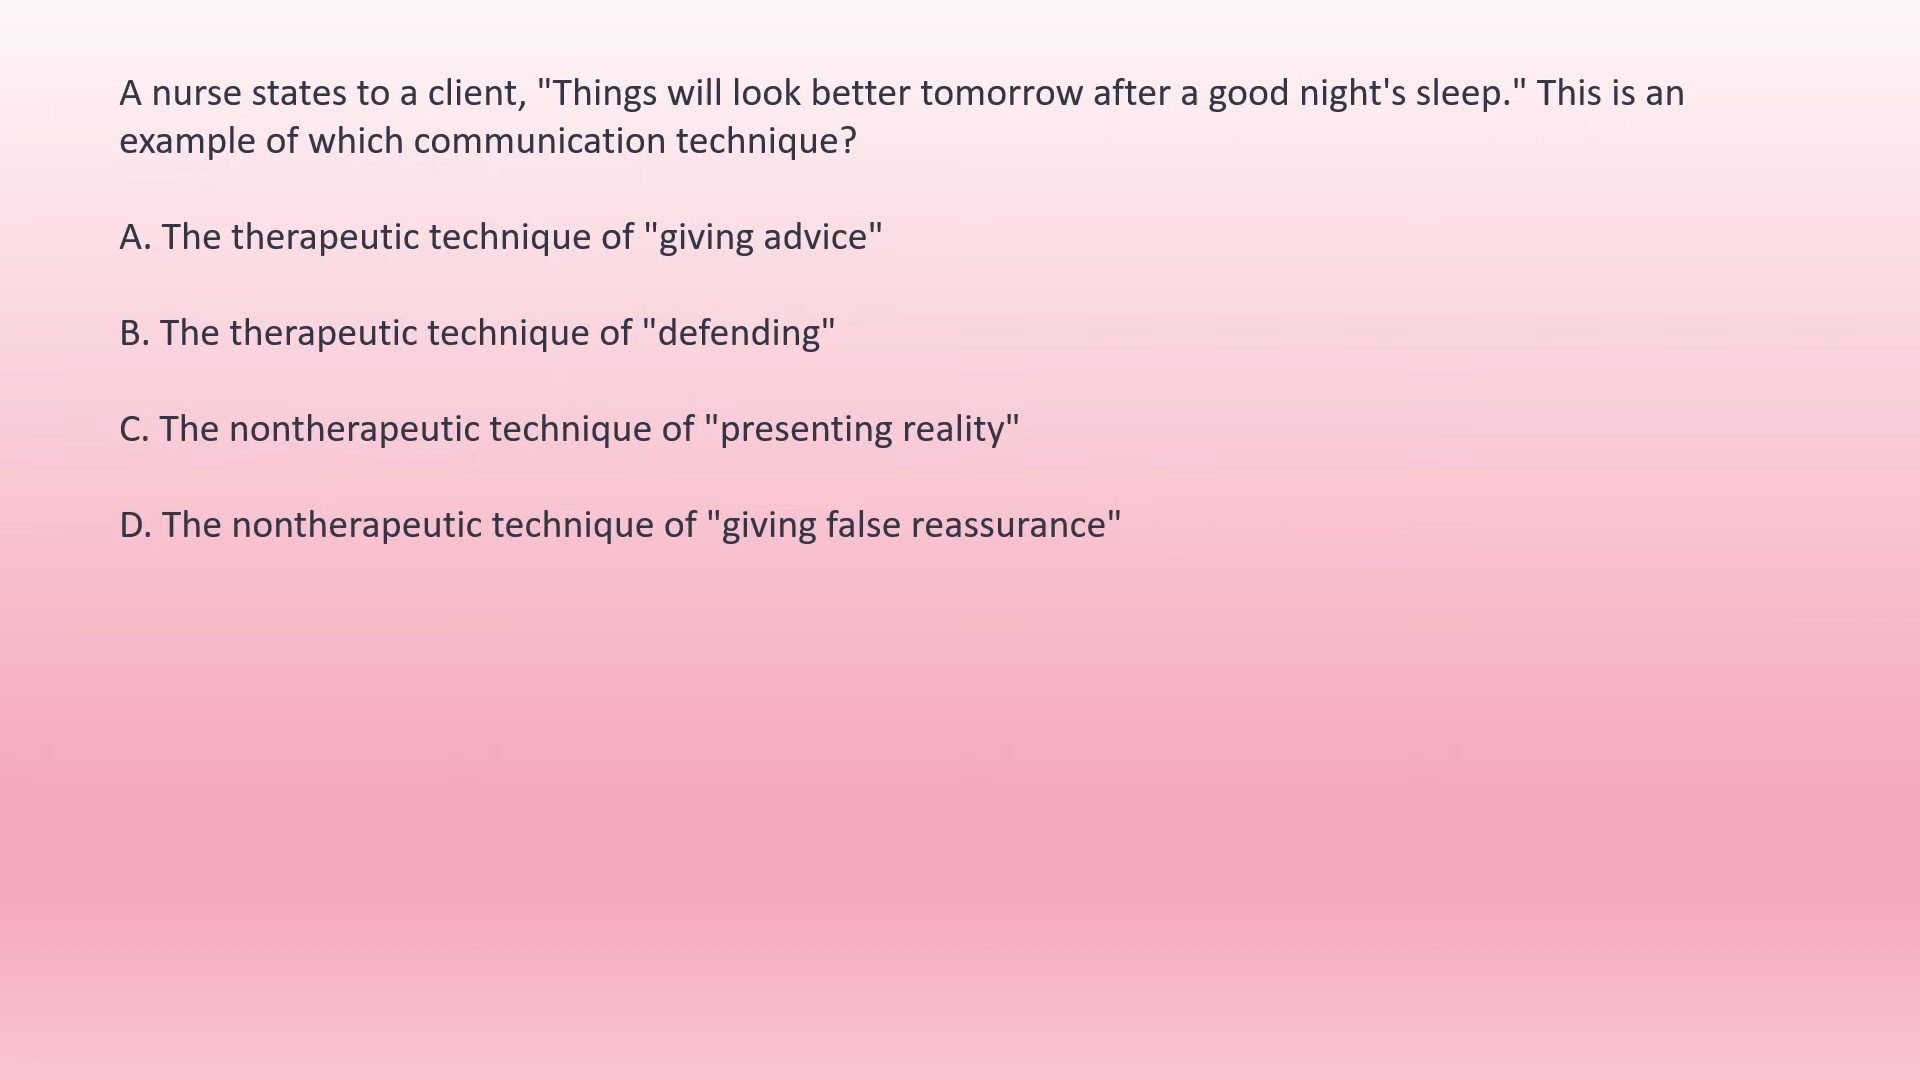 A nurse states to a client, "Things will look better tomorrow after a good night's sleep." This is an
example of which communication technique?
A. The therapeutic technique of "giving advice"
B. The therapeutic technique of "defending"
C. The nontherapeutic technique of "presenting reality"
D. The nontherapeutic technique of "giving false reassurance"